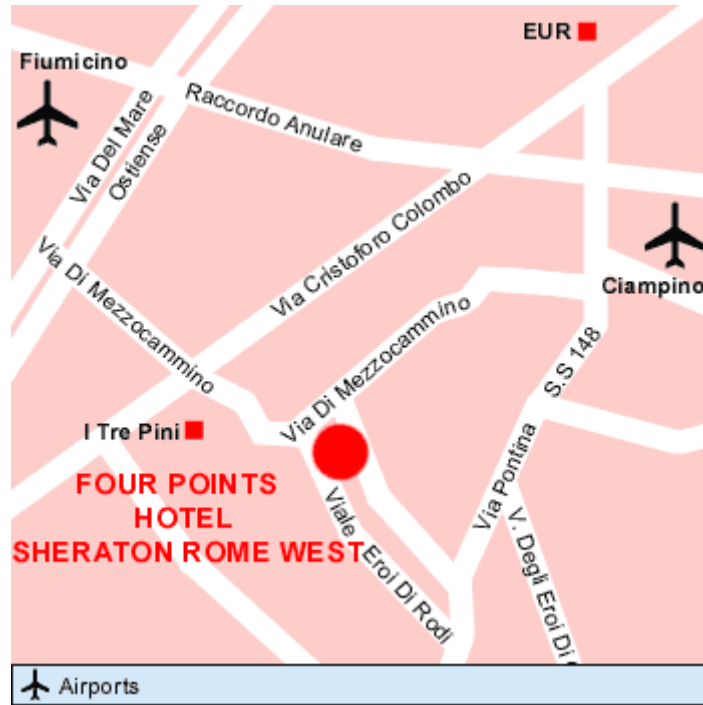 EUR
Fiumicino
Raccordo Anulare
Via Del Mare
Ostiense
Via Cristoforo Colombo
Ciampino
Via Di Mezzocammino
Via Di Mezzocammino
S.S 148
I Tre Pini
Via Pontina
FOUR POINTS
HOTEL
SHERATON ROME WEST
Viale Eroi Di Rodi
V. Degli Eroi Di
Airports